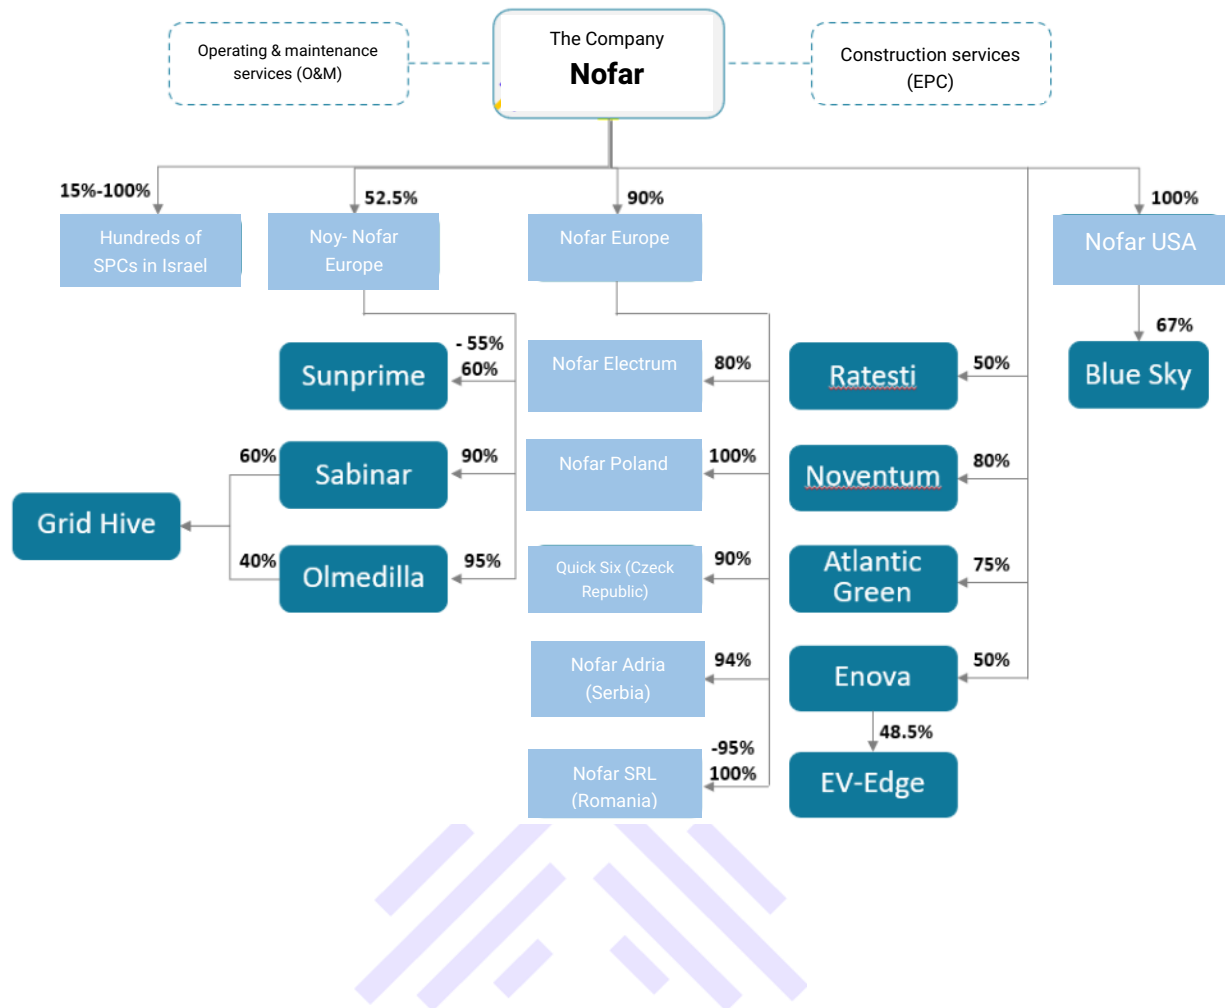 Operating & maintenance
services (O&M)
The Company
Nofar
Construction services
(EPC)
15%-100%
52.5%
90%
100%
Hundreds of
SPCs in Israel
Noy- Nofar
Europe
Nofar Europe
Nofar USA
67%
Blue Sky
- 55%
60%
Sunprime
90%
Sabinar
95%
Olmedilla
60%
40%
Grid Hive
Nofar Electrum
80%
Nofar Poland
100%
Quick Six (Czeck
Republic)
90%
Nofar Adria
(Serbia)
94%
Nofar SRL
(Romania)
-95%
100%
Ratesti
50%
Noventum
80%
Atlantic
Green
75%
Enova
50%
48.5%
EV-Edge